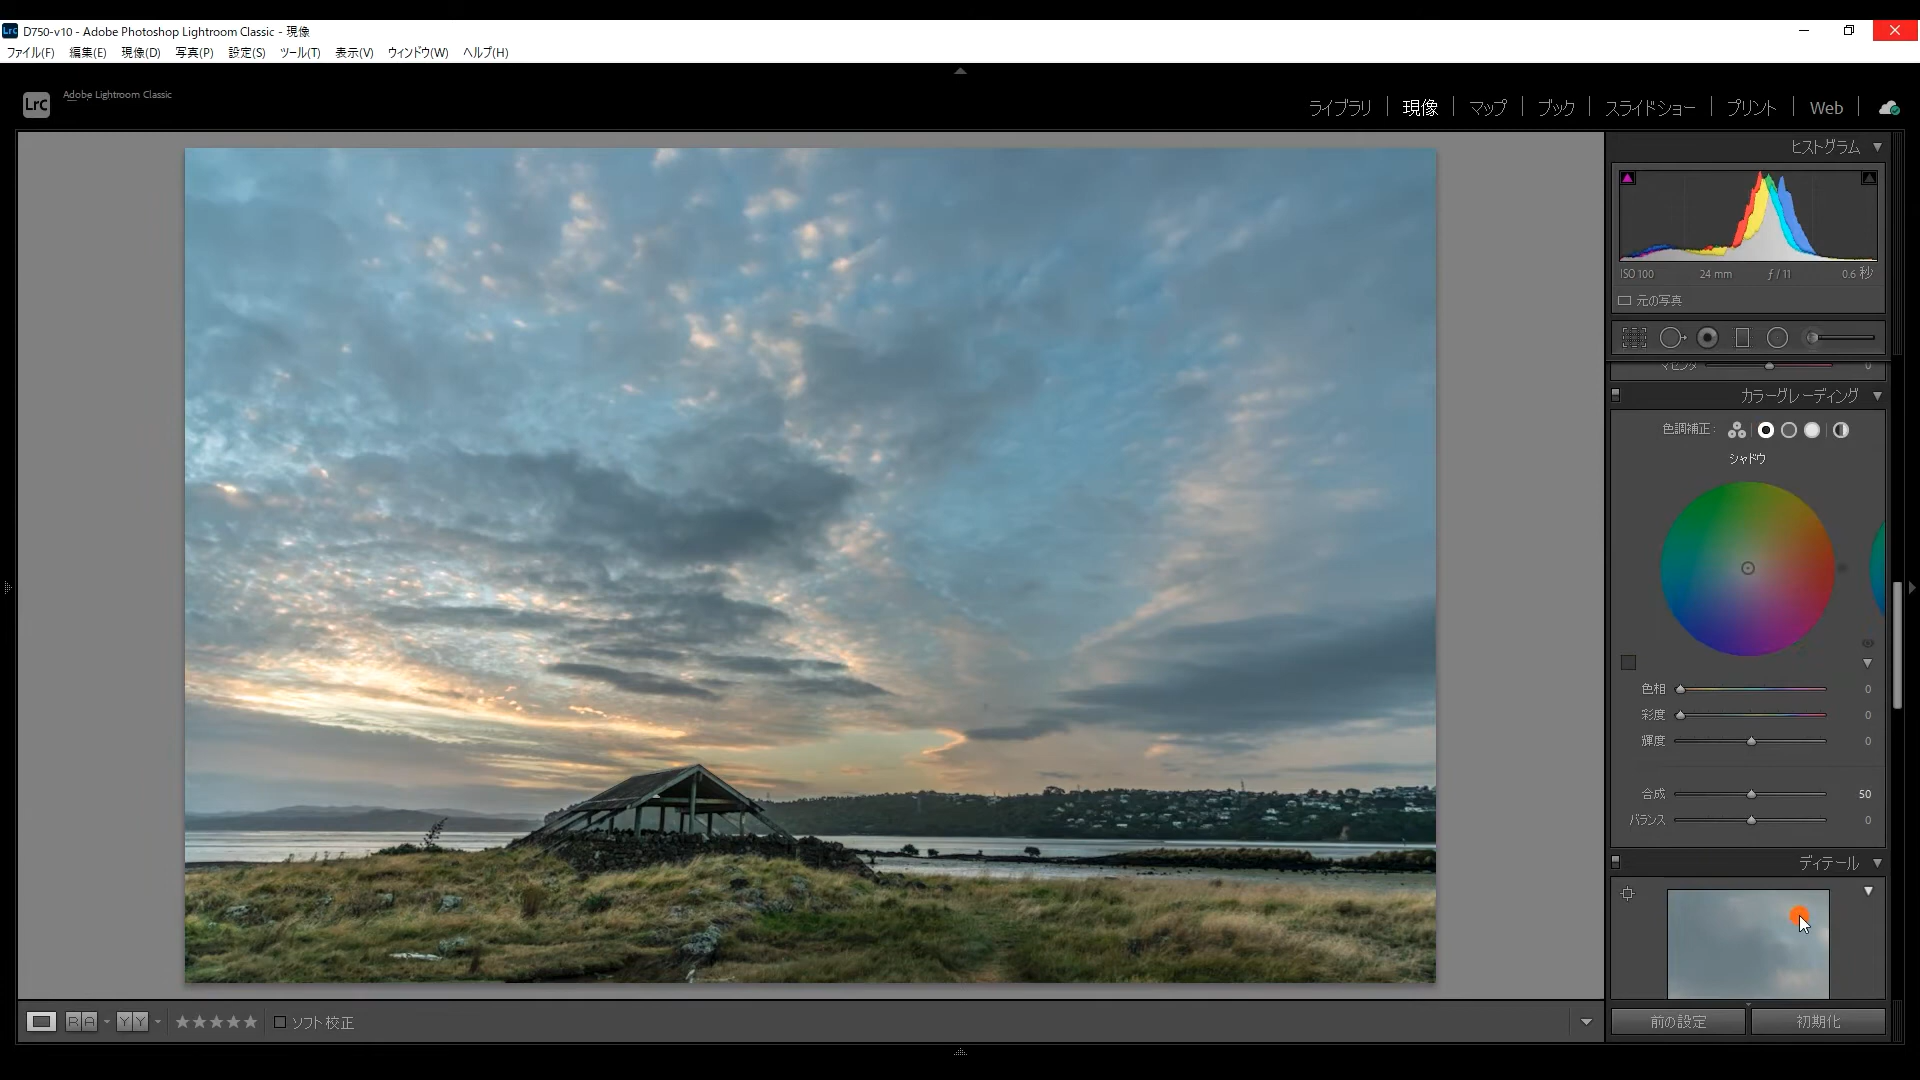 Lrc D750-v10 - Adobe Photoshop Lightroom Classic - 現像
ファイル(F) 編集(E) 現像(D) 写真(P) 設定(S) ツール(T) 表示(V) ウィンドウ(W) ヘルプ(H)
LrC Adobe Lightroom Classic
ライブラリ 現像 マップ ブック スライドショー プリント Web
ヒストグラム
ISO 100 24 mm ƒ / 11 0.6 秒
元の写真
マゼンタ 0
カラーグレーディング
色調補正 :
シャドウ
色相 0
彩度 0
輝度 0
合成 50
バランス 0
ディテール
R A Y Y ソフト校正
前の設定 初期化